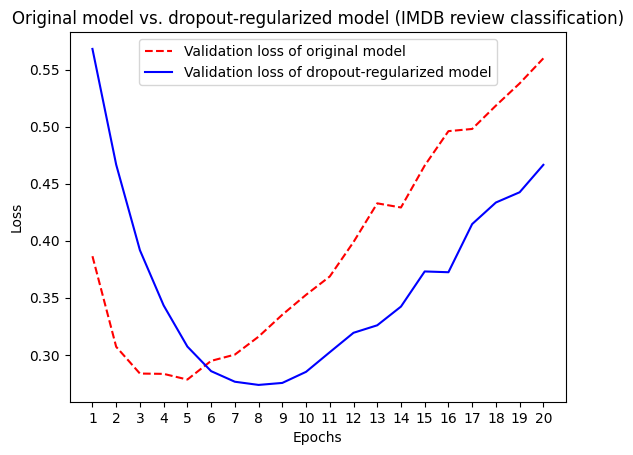 Original model vs. dropout-regularized model (IMDB review classification)
Validation loss of original model
Validation loss of dropout-regularized model
Loss
0.55
0.50
0.45
0.40
0.35
0.30
1 2 3 4 5 6 7 8 9 10 11 12 13 14 15 16 17 18 19 20
Epochs